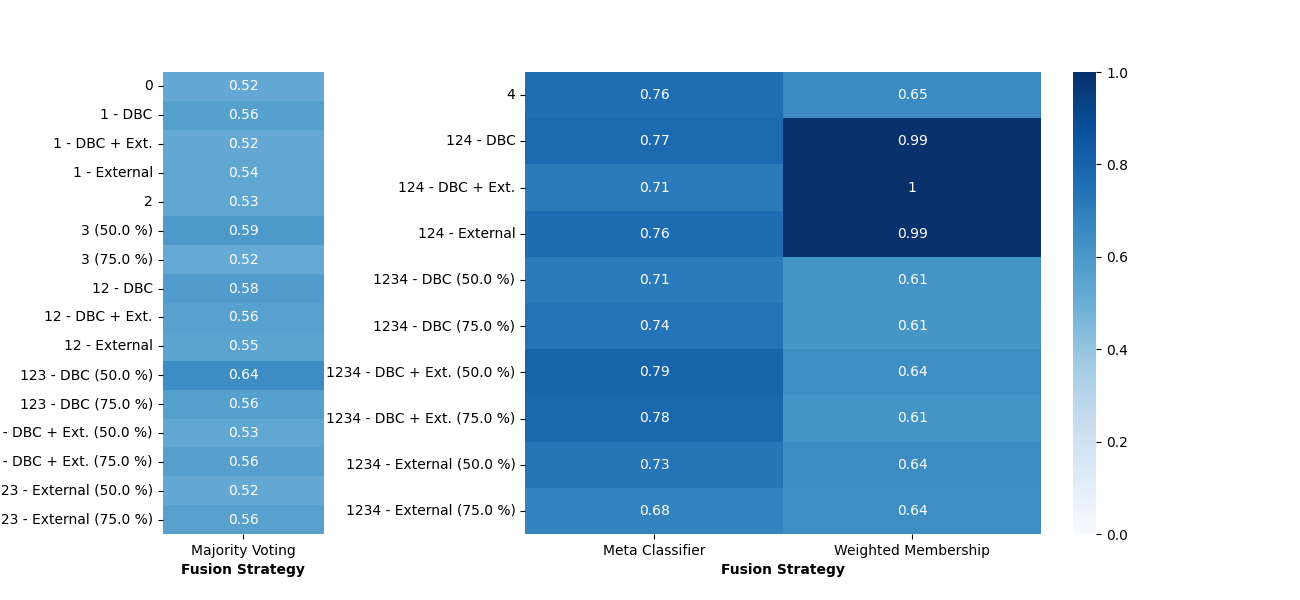 0 0.52
1 - DBC 0.56
1 - DBC + Ext. 0.52
1 - External 0.54
2 0.53
3 (50.0 %) 0.59
3 (75.0 %) 0.52
12 - DBC 0.58
12 - DBC + Ext. 0.56
12 - External 0.55
123 - DBC (50.0 %) 0.64
123 - DBC (75.0 %) 0.56
- DBC + Ext. (50.0 %) 0.53
- DBC + Ext. (75.0 %) 0.56
23 - External (50.0 %) 0.52
23 - External (75.0 %) 0.56
Majority Voting
Fusion Strategy
4 0.76 0.65
124 - DBC 0.77 0.99
124 - DBC + Ext. 0.71 1
124 - External 0.76 0.99
1234 - DBC (50.0 %) 0.71 0.61
1234 - DBC (75.0 %) 0.74 0.61
1234 - DBC + Ext. (50.0 %) 0.79 0.64
1234 - DBC + Ext. (75.0 %) 0.78 0.61
1234 - External (50.0 %) 0.73 0.64
1234 - External (75.0 %) 0.68 0.64
Meta Classifier Weighted Membership
Fusion Strategy
1.0
0.8
0.6
0.4
0.2
0.0